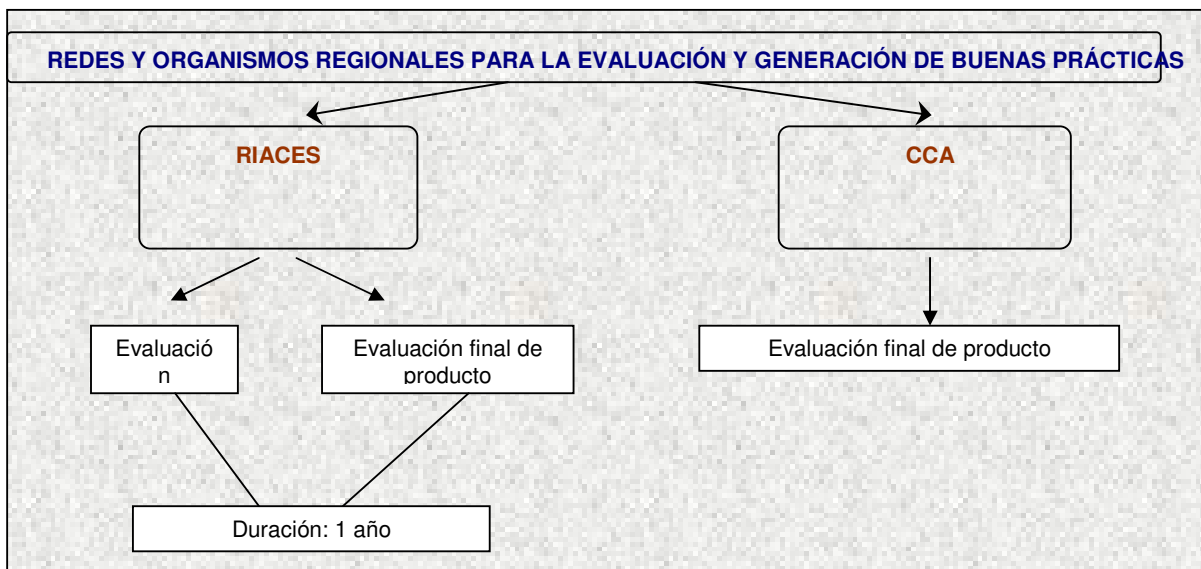 REDES Y ORGANISMOS REGIONALES PARA LA EVALUACIÓN Y GENERACIÓN DE BUENAS PRÁCTICAS
RIACES
CCA
Evaluació
n
Evaluación final de
producto
Evaluación final de producto
Duración: 1 año